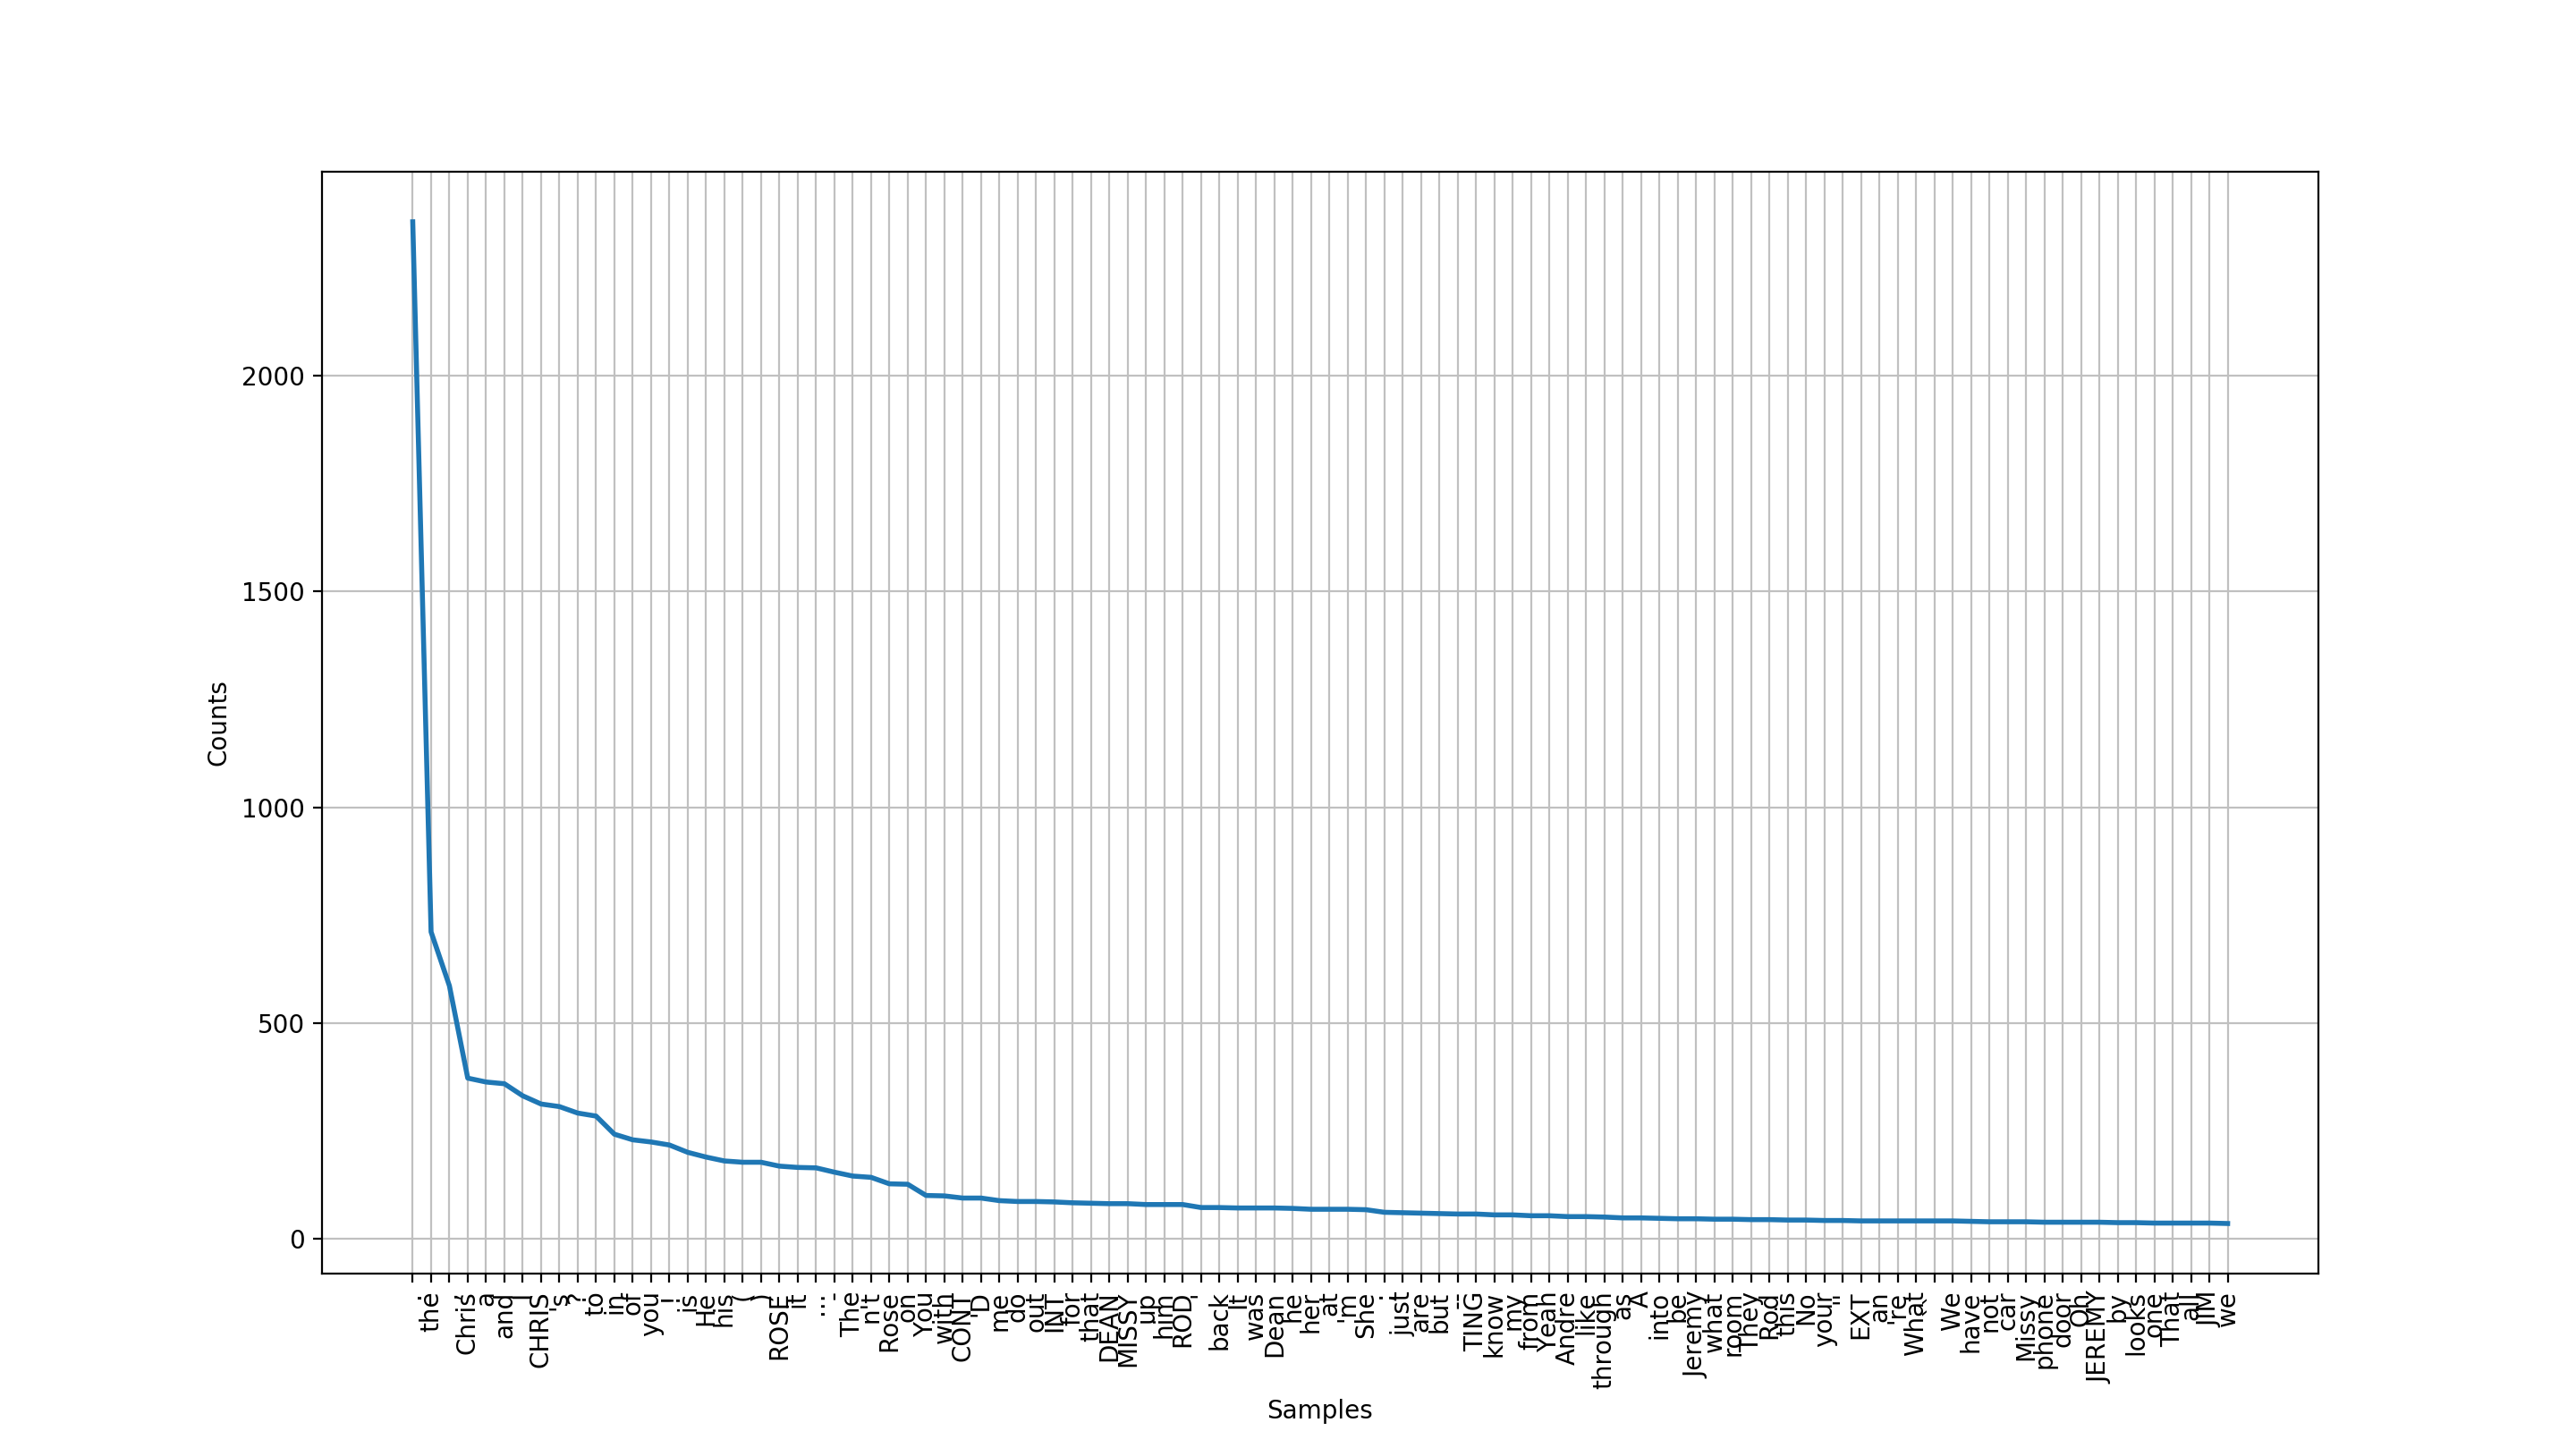 2000
1500
1000
500
0
Counts
.
the
,
Chris
a
and
I
CHRIS
's
?
to
in
of
you
!
is
He
his
(
)
ROSE
it
...
-
The
n't
Rose
on
You
with
CONT
'D
me
do
out
INT
for
that
DEAN
MISSY
up
him
ROD
back
It
was
Dean
he
her
at
'm
She
just
are
but
--
TING
know
my
from
Yeah
Andre
like
through
as
A
into
be
Jeremy
what
room
They
Rod
this
No
your
"
EXT
an
're
What
We
have
not
car
Missy
phone
door
Oh
JEREMY
by
looks
one
That
all
JIM
we
Samples